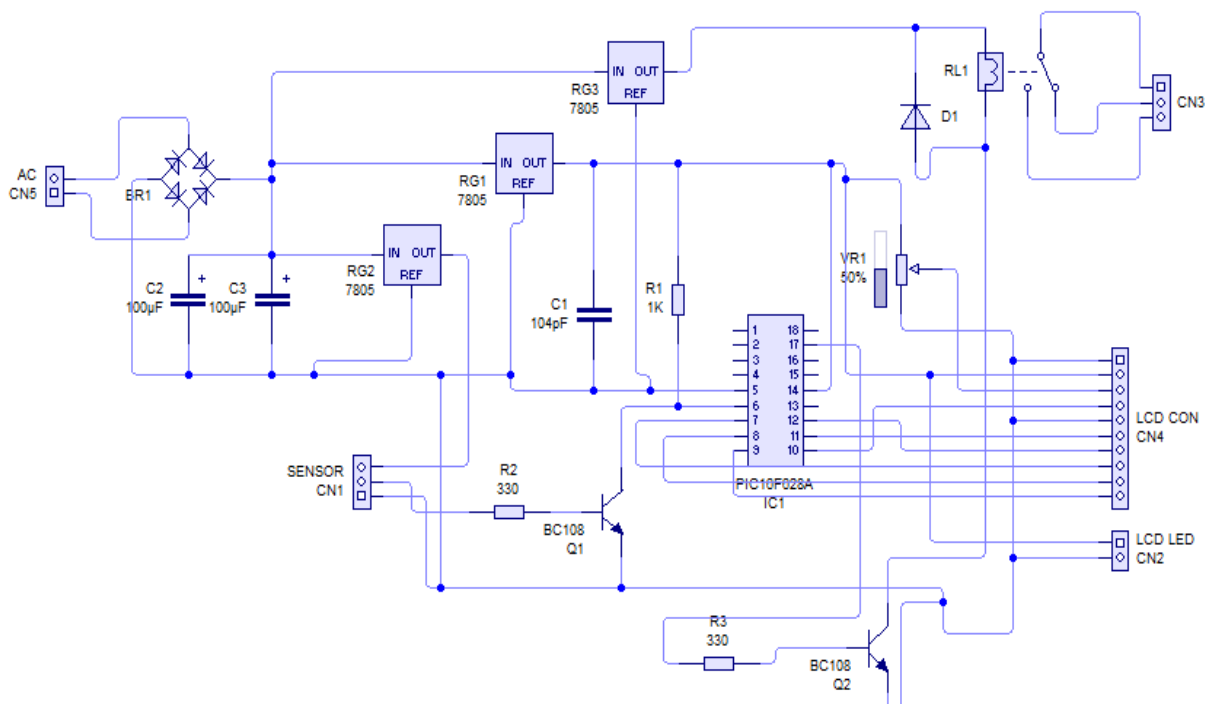 IN OUT
REF
RG3
7805
RL1
D1
CN3
AC
CN5
BR1
IN OUT
REF
RG1
7805
IN OUT
REF
RG2
7805
C2
100µF
+
C3
100µF
+
C1
104pF
R1
1K
VR1
50%
1 18
2 17
3 16
4 15
5 14
6 13
7 12
8 11
9 10
PIC10F028A
IC1
LCD CON
CN4
SENSOR
CN1
R2
330
BC108
Q1
LCD LED
CN2
R3
330
BC108
Q2